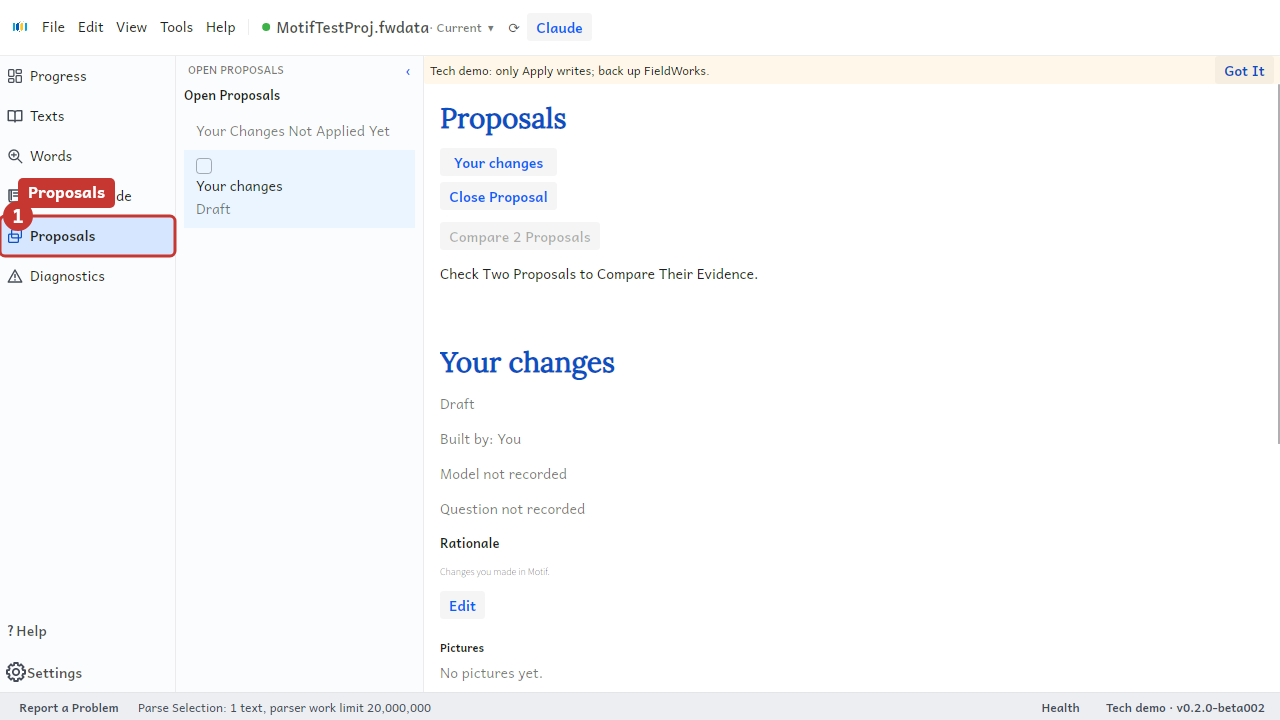 File Edit View Tools Help MotifTestProj.fwdata · Current ▾ ⟳ Claude
Progress
Texts
Words
de
Proposals
1
Proposals
Diagnostics
? Help
Settings
OPEN PROPOSALS ‹
Open Proposals
Your Changes Not Applied Yet
Your changes
Draft
Tech demo: only Apply writes; back up FieldWorks. Got It
Proposals
Your changes
Close Proposal
Compare 2 Proposals
Check Two Proposals to Compare Their Evidence.
Your changes
Draft
Built by: You
Model not recorded
Question not recorded
Rationale
Changes you made in Motif.
Edit
Pictures
No pictures yet.
Report a Problem Parse Selection: 1 text, parser work limit 20,000,000 Health Tech demo · v0.2.0-beta002